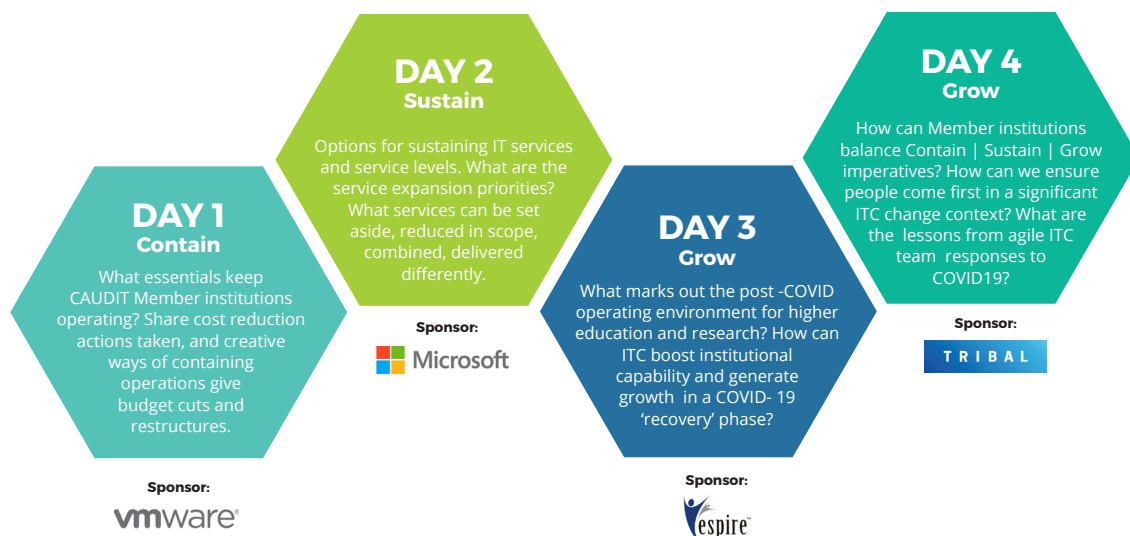 DAY 1
Contain
What essentials keep
CAUDIT Member institutions
operating? Share cost reduction
actions taken, and creative
ways of containing
operations give
budget cuts and
restructures.
Sponsor:
vmware®
DAY 2
Sustain
Options for sustaining IT services
and service levels. What are the
service expansion priorities?
What services can be set
aside, reduced in scope,
combined, delivered
differently.
Sponsor:
Microsoft
DAY 3
Grow
What marks out the post -COVID
operating environment for higher
education and research? How can
ITC boost institutional
capability and generate
growth in a COVID- 19
‘recovery’ phase?
Sponsor:
espire™
DAY 4
Grow
How can Member institutions
balance Contain | Sustain | Grow
imperatives? How can we ensure
people come first in a significant
ITC change context? What are
the lessons from agile ITC
team responses to
COVID19?
Sponsor:
TRIBAL